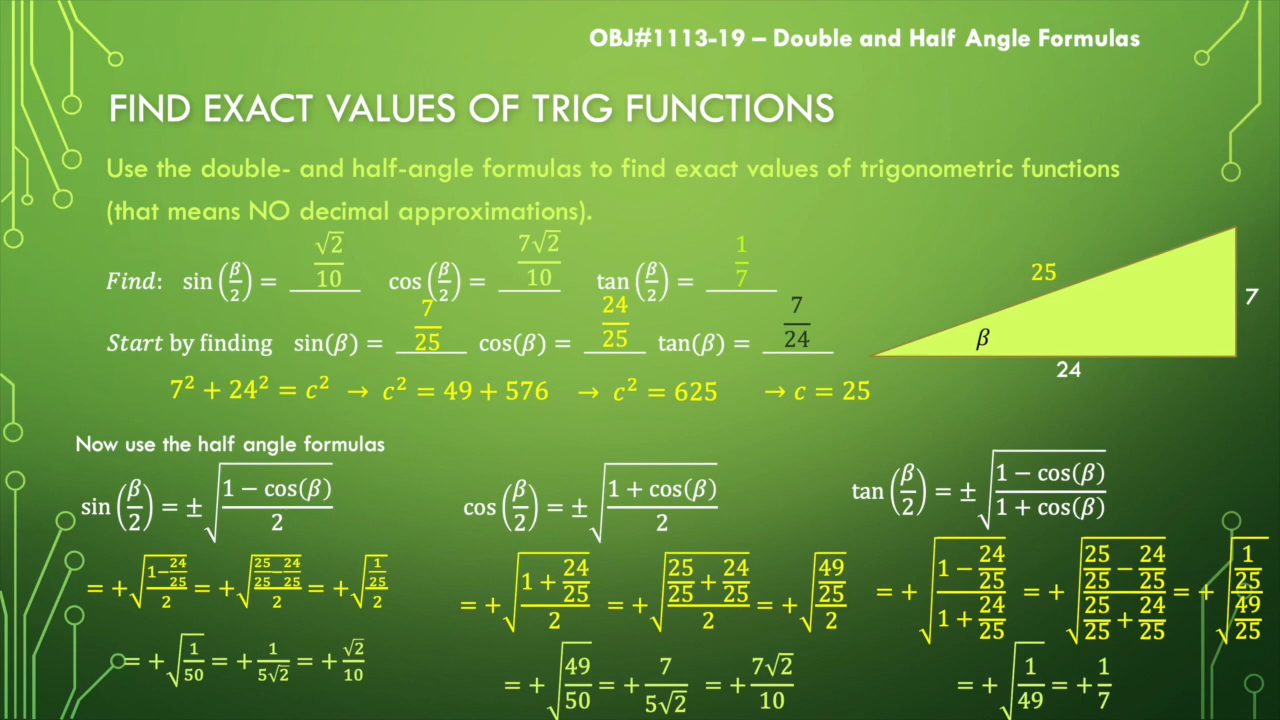 OBJ#1113-19 – Double and Half Angle Formulas
FIND EXACT VALUES OF TRIG FUNCTIONS
Use the double- and half-angle formulas to find exact values of trigonometric functions
(that means NO decimal approximations).
Find: sin(β/2) = √2/10 cos(β/2) = 7√2/10 tan(β/2) = 1/7
Start by finding sin(β) = 7/25 cos(β) = 24/25 tan(β) = 7/24
25
7
β
24
7² + 24² = c² → c² = 49 + 576 → c² = 625 → c = 25
Now use the half angle formulas
sin(β/2) = ±√((1 − cos(β))/2)
= +√((1−24/25)/2) = +√((25/25−24/25)/2) = +√((1/25)/2)
= +√(1/50) = +1/(5√2) = +√2/10
cos(β/2) = ±√((1 + cos(β))/2)
= +√((1 + 24/25)/2) = +√((25/25 + 24/25)/2) = +√((49/25)/2)
= +√(49/50) = +7/(5√2) = +7√2/10
tan(β/2) = ±√((1 − cos(β))/(1 + cos(β)))
= +√((1 − 24/25)/(1 + 24/25)) = +√((25/25 − 24/25)/(25/25 + 24/25)) = +√((1/25)/(49/25))
= +√(1/49) = +1/7